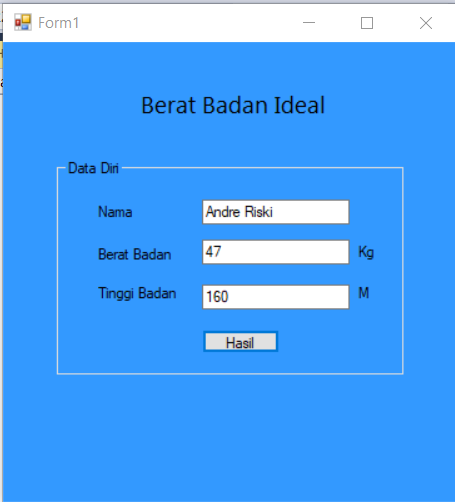 Form1
Berat Badan Ideal
Data Diri
Nama Andre Riski
Berat Badan 47 Kg
Tinggi Badan 160 M
Hasil